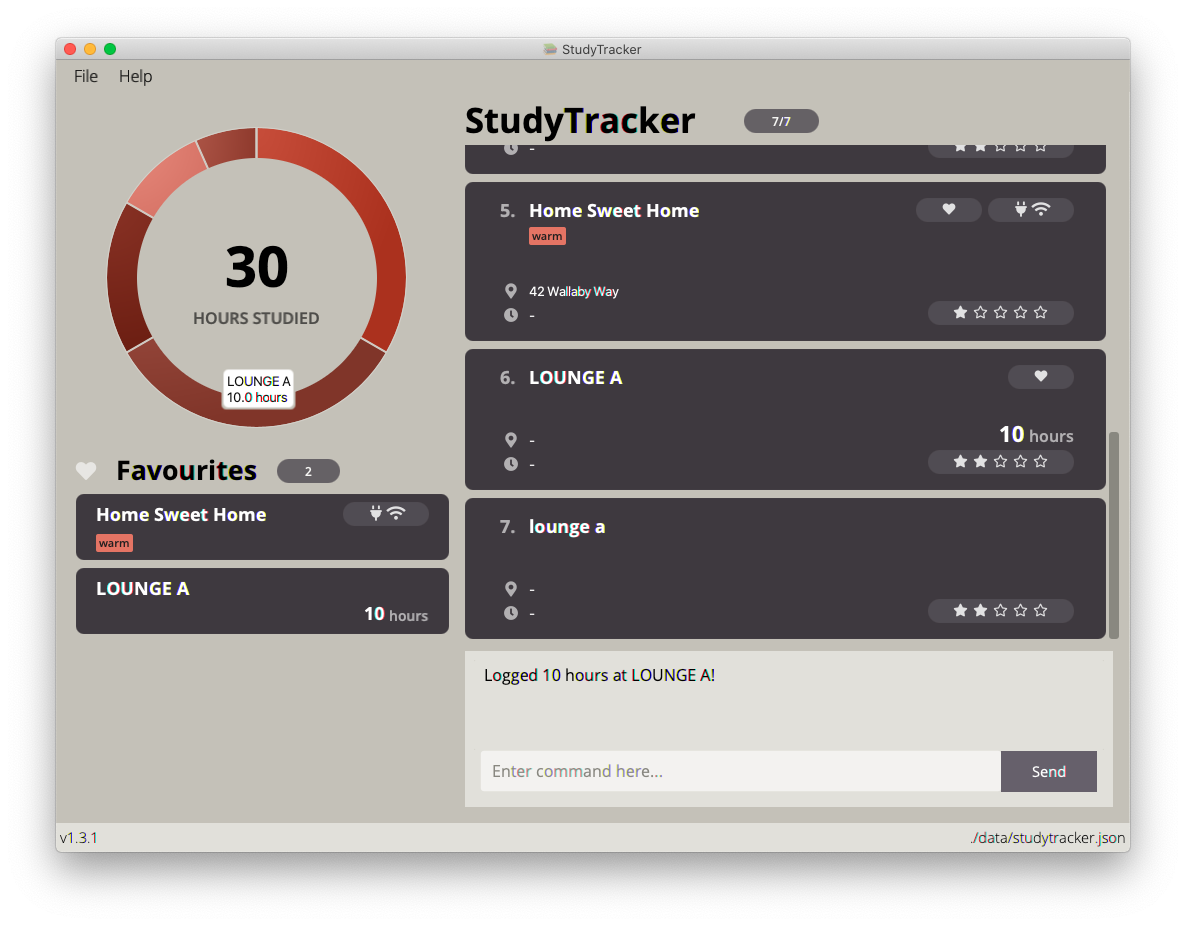 StudyTracker
File Help
StudyTracker 7/7
-
30
HOURS STUDIED
LOUNGE A
10.0 hours
Favourites 2
Home Sweet Home
warm
LOUNGE A
10 hours
5. Home Sweet Home
warm
42 Wallaby Way
-
6. LOUNGE A
-
10 hours
-
7. lounge a
-
-
Logged 10 hours at LOUNGE A!
Enter command here...
Send
v1.3.1
./data/studytracker.json